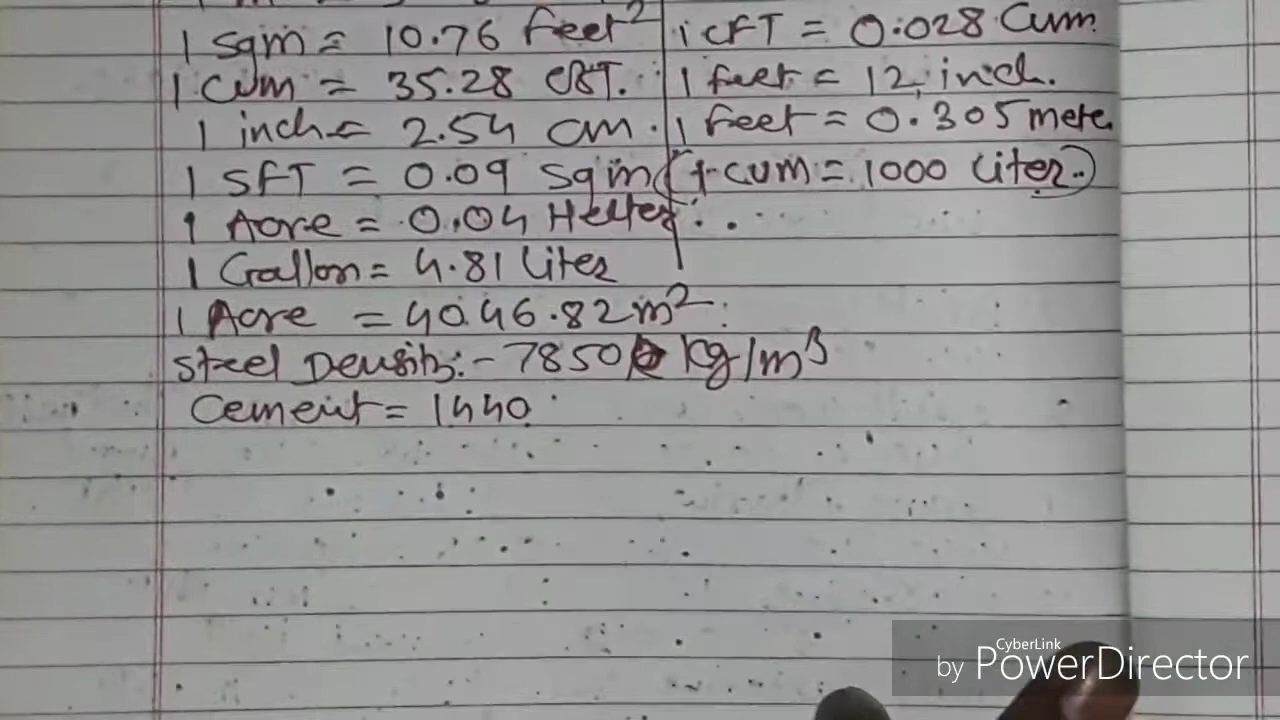 1 Sqm = 10.76 feet² | 1 CFT = 0.028 Cum.
1 Cum = 35.28 CFT. | 1 feet = 12 inch.
1 inch = 2.54 cm. | 1 feet = 0.305 mete.
1 SFT = 0.09 Sqm (1 cum = 1000 Liter.)
1 Acre = 0.04 Hecter
1 Gallon = 4.81 Liter
1 Acre = 4046.82 m²
Steel Density:- 7850 kg/m³
Cement = 1440
CyberLink
by PowerDirector